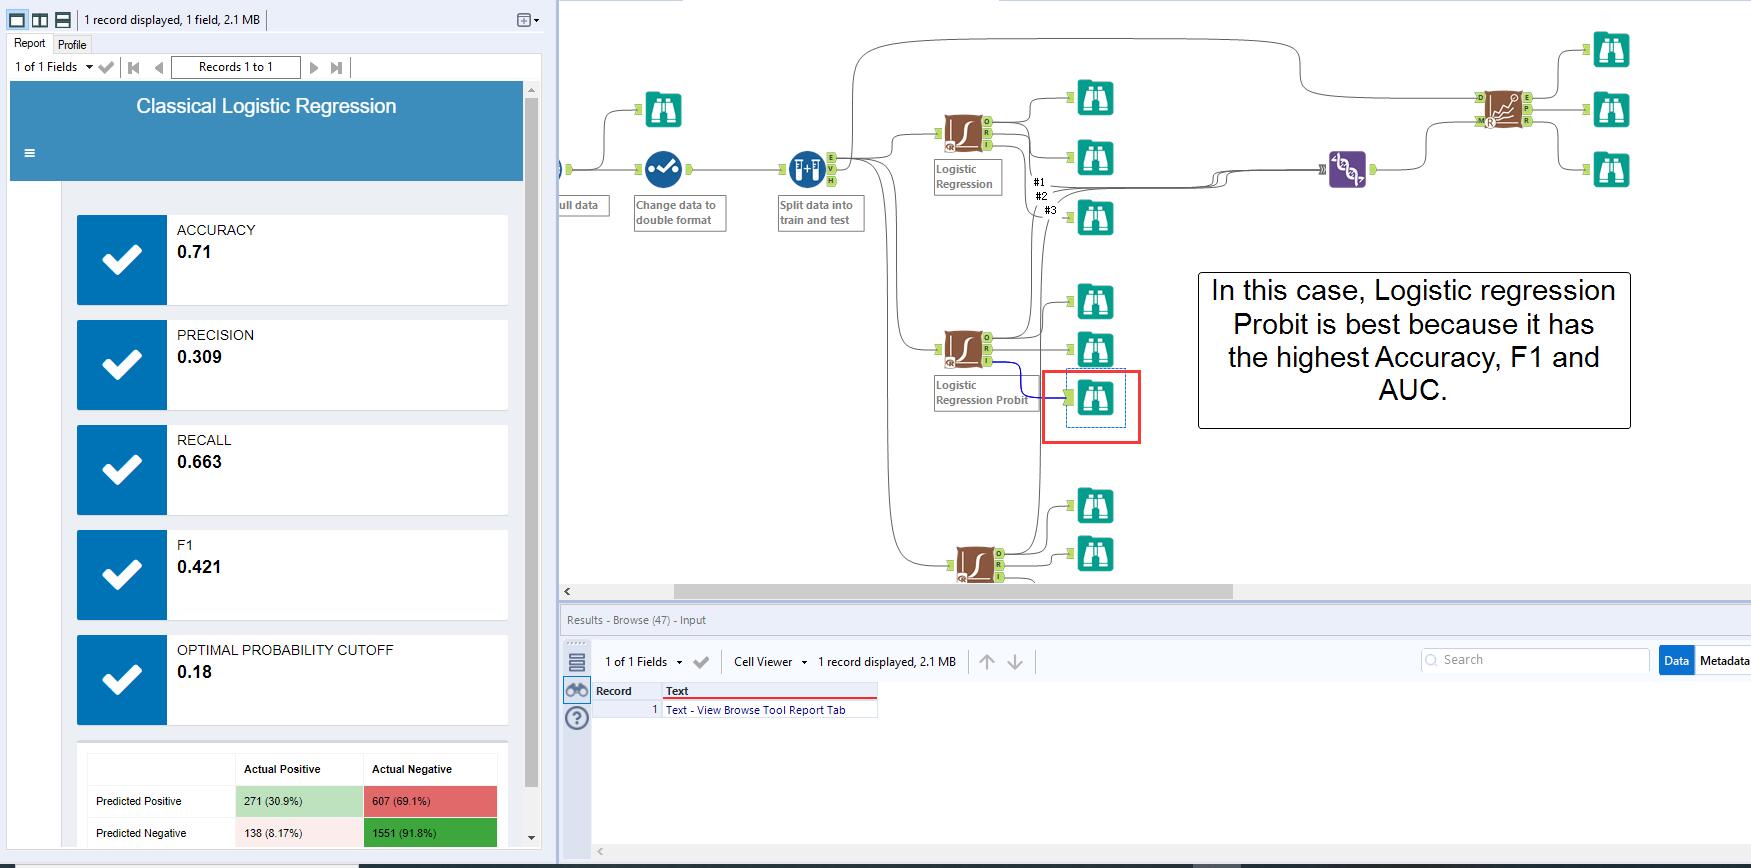 1 record displayed, 1 field, 2.1 MB
Report
Profile
1 of 1 Fields
Records 1 to 1
Classical Logistic Regression
ACCURACY
0.71
PRECISION
0.309
RECALL
0.663
F1
0.421
OPTIMAL PROBABILITY CUTOFF
0.18
Actual Positive Actual Negative
Predicted Positive 271 (30.9%) 607 (69.1%)
Predicted Negative 138 (8.17%) 1551 (91.8%)
ull data
Change data to
double format
E
V
H
Split data into
train and test
O
R
I
R
Logistic
Regression
#1
#2
#3
O
R
I
R
Logistic
Regression Probit
O
R
I
R
D
M
R
E
P
R
In this case, Logistic regression
Probit is best because it has
the highest Accuracy, F1 and
AUC.
Results - Browse (47) - Input
1 of 1 Fields
Cell Viewer
1 record displayed, 2.1 MB
Search
Data
Metadata
Record Text
1 Text - View Browse Tool Report Tab